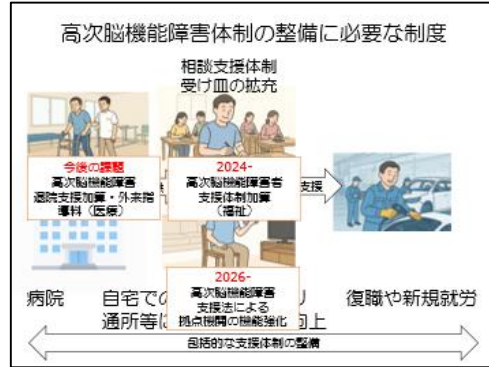 高次脳機能障害体制の整備に必要な制度
相談支援体制
受け皿の拡充
今後の課題
高次脳機能障害
退院支援加算・外来指
導料（医療）
2024-
高次脳機能障害者
支援体制加算
（福祉）
支援
2026-
高次脳機能障害
支援法による
拠点機関の機能強化
病院
自宅での
リ
通所等に
向上
復職や新規就労
包括的な支援体制の整備